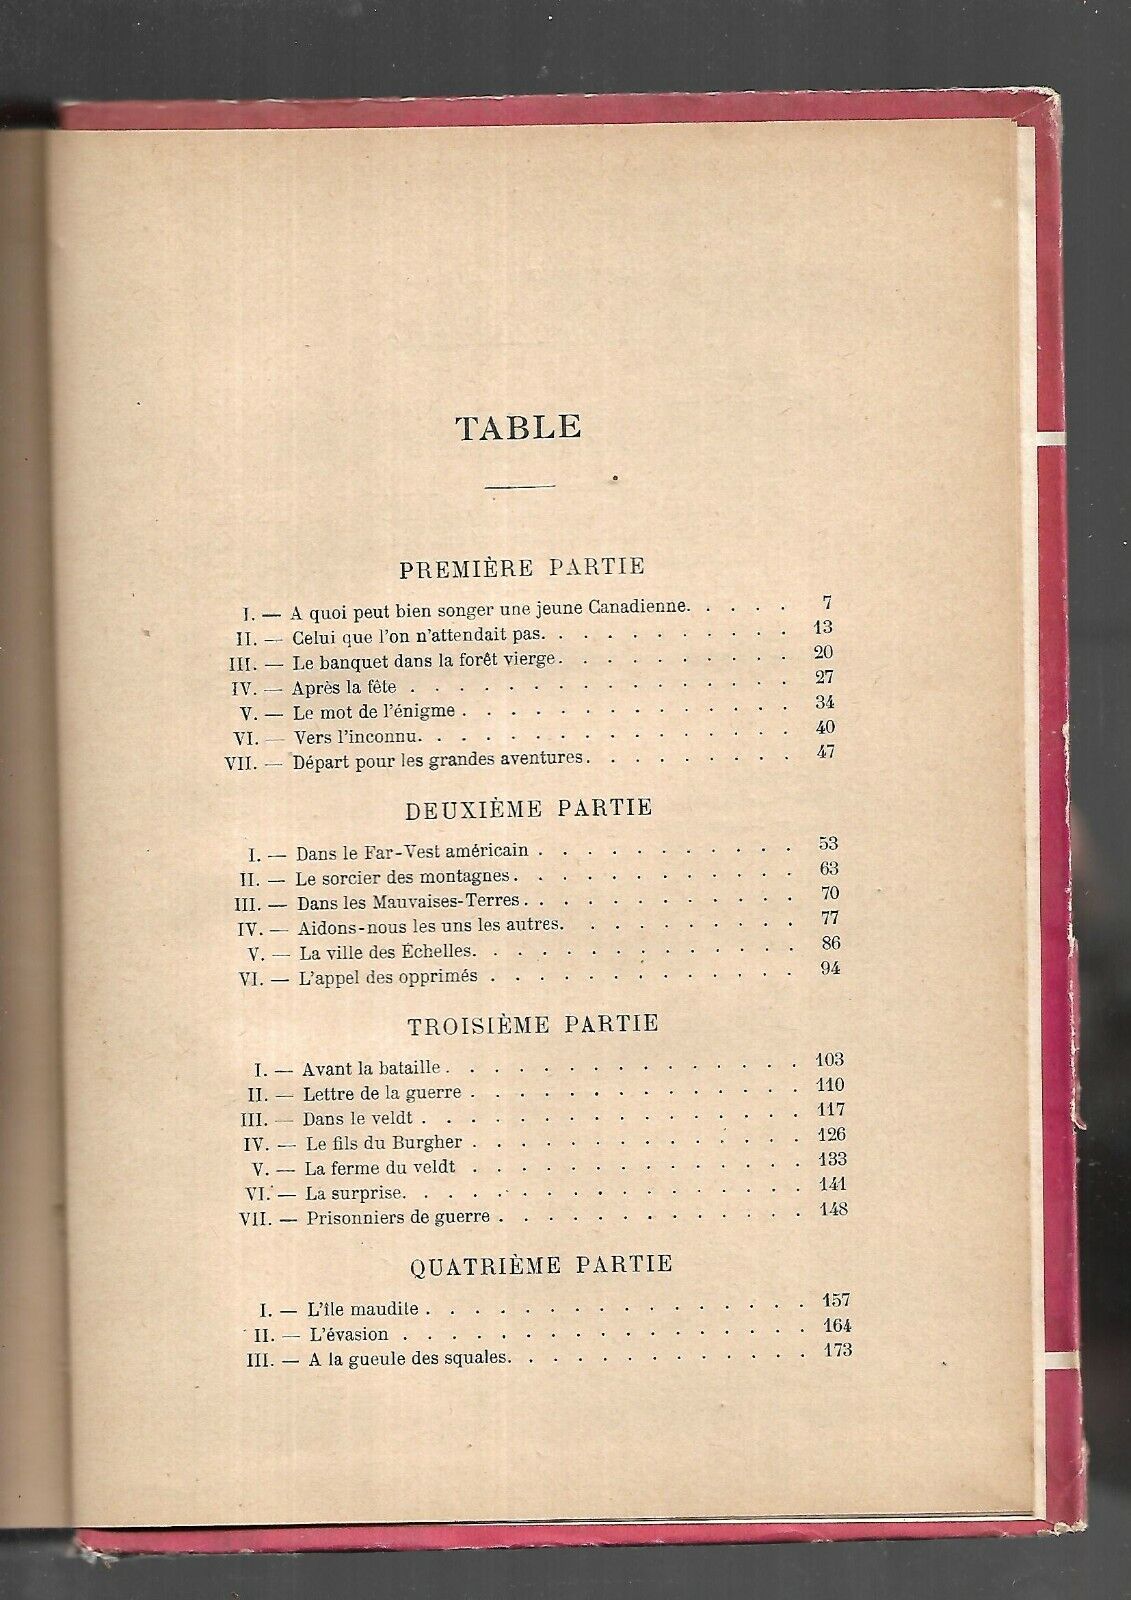 TABLE
PREMIÈRE PARTIE
I. — A quoi peut bien songer une jeune Canadienne. . . . . 7
II. — Celui que l'on n'attendait pas. . . . . . . . . . . 13
III. — Le banquet dans la forêt vierge. . . . . . . . . . 20
IV. — Après la fête . . . . . . . . . . . . . . . . 27
V. — Le mot de l'énigme . . . . . . . . . . . . . . 34
VI. — Vers l'inconnu. . . . . . . . . . . . . . . . 40
VII. — Départ pour les grandes aventures. . . . . . . . . 47
DEUXIÈME PARTIE
I. — Dans le Far-Vest américain . . . . . . . . . . . 53
II. — Le sorcier des montagnes. . . . . . . . . . . . 63
III. — Dans les Mauvaises-Terres. . . . . . . . . . . . 70
IV. — Aidons-nous les uns les autres. . . . . . . . . . 77
V. — La ville des Échelles. . . . . . . . . . . . . . 86
VI. — L'appel des opprimés . . . . . . . . . . . . . 94
TROISIÈME PARTIE
I. — Avant la bataille . . . . . . . . . . . . . . . 103
II. — Lettre de la guerre . . . . . . . . . . . . . . 110
III. — Dans le veldt . . . . . . . . . . . . . . . . 117
IV. — Le fils du Burgher . . . . . . . . . . . . . . 126
V. — La ferme du veldt . . . . . . . . . . . . . . 133
VI. — La surprise. . . . . . . . . . . . . . . . . 141
VII. — Prisonniers de guerre . . . . . . . . . . . . . 148
QUATRIÈME PARTIE
I. — L'île maudite . . . . . . . . . . . . . . . . 157
II. — L'évasion . . . . . . . . . . . . . . . . . 164
III. — A la gueule des squales. . . . . . . . . . . . . 173